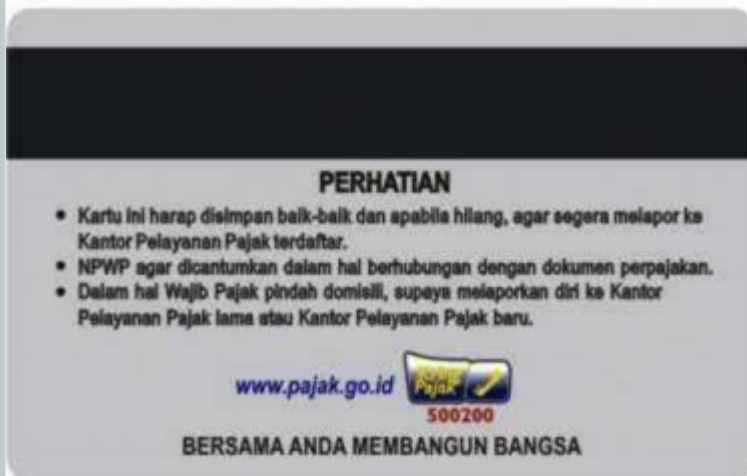 PERHATIAN
• Kartu ini harap disimpan baik-baik dan apabila hilang, agar segera melapor ke
Kantor Pelayanan Pajak terdaftar.
• NPWP agar dicantumkan dalam hal berhubungan dengan dokumen perpajakan.
• Dalam hal Wajib Pajak pindah domisili, supaya melaporkan diri ke Kantor
Pelayanan Pajak lama atau Kantor Pelayanan Pajak baru.
www.pajak.go.id
Pajak
500200
BERSAMA ANDA MEMBANGUN BANGSA